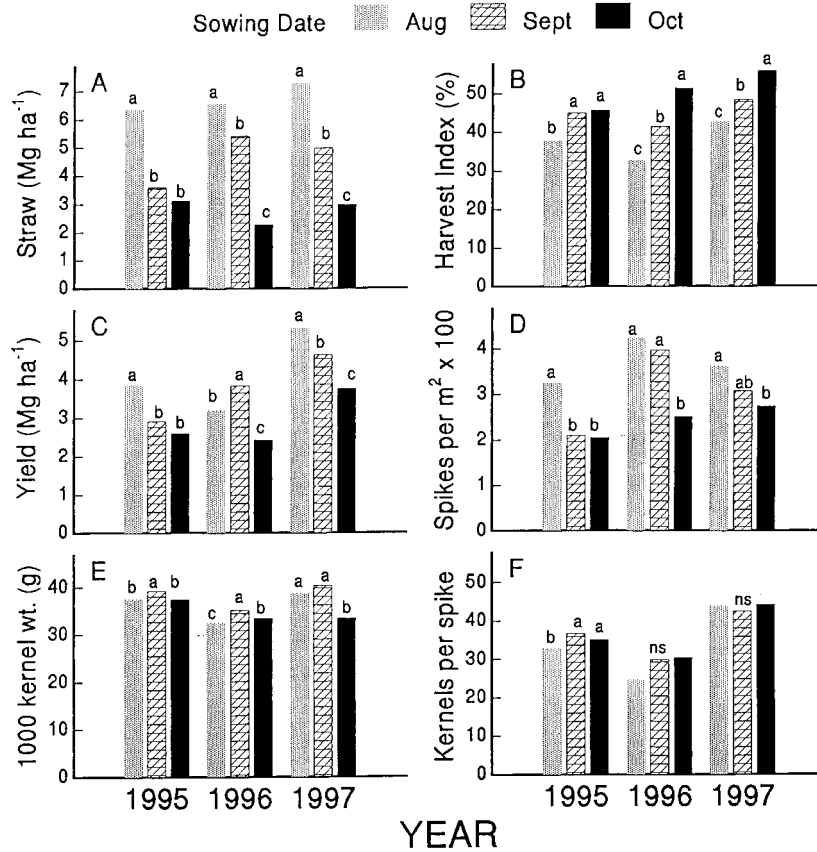 Sowing Date Aug Sept Oct
A
Straw (Mg ha⁻¹)
7
6
5
4
3
2
1
0
a
b
b
a
b
c
a
b
c
B
Harvest Index (%)
50
40
30
20
10
0
b
a
a
c
b
a
c
b
a
C
Yield (Mg ha⁻¹)
5
4
3
2
1
0
a
b
b
b
a
c
a
b
c
D
Spikes per m² x 100
4
3
2
1
0
a
b
b
a
a
b
a
ab
b
E
1000 kernel wt. (g)
40
30
20
10
0
b
a
b
c
a
b
a
a
b
F
Kernels per spike
50
40
30
20
10
0
b
a
a
ns
ns
1995 1996 1997
1995 1996 1997
YEAR